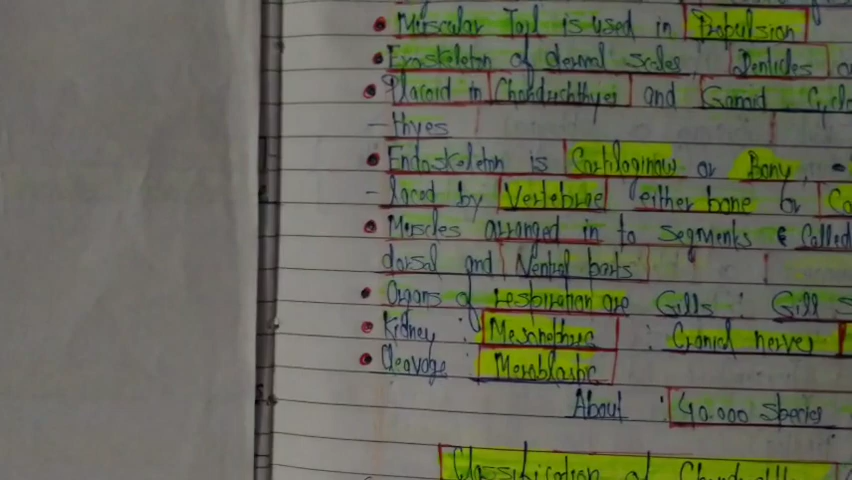 • Muscular Tail is used in Propulsion
• Exoskeleton of dermal scales, Denticles
• Placoid in Chondrichthyes and Ganoid
- thyes
• Endoskeleton is Cartilaginous or Bony,
- laced by Vertebrae either bone or
• Muscles arranged in to segments & Called
dorsal and Ventral parts
• Organs of respiration are Gills : Gill
• Kidney : Mesonephric : Cranial nerves
• Cleavage : Meroblastic
About : 40.000 Species
Classification of